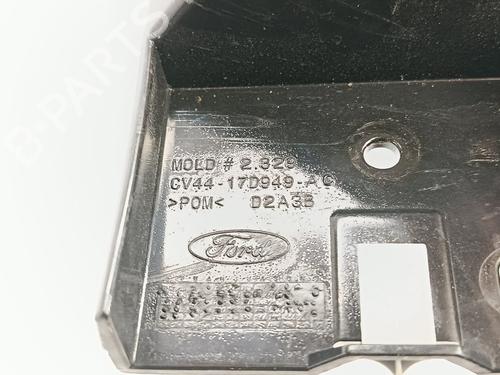 MOLD # 2.329
CV44-17D949-AC
>POM< D2A3B
Ford
B-PARTS